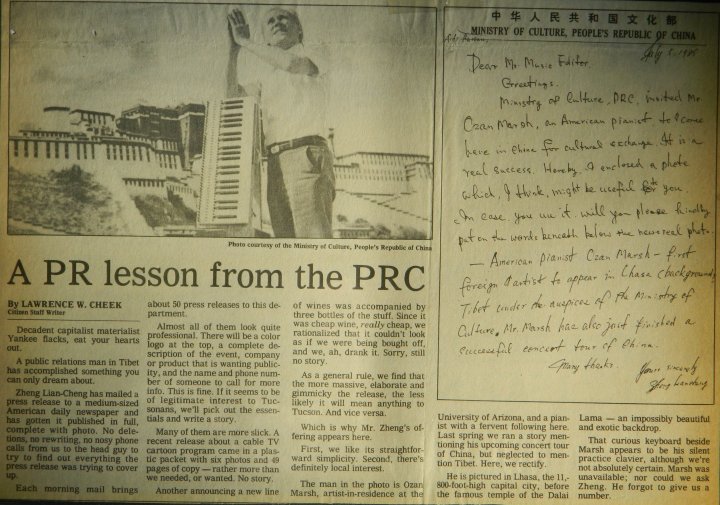 Photo courtesy of the Ministry of Culture, People's Republic of China
A PR lesson from the PRC
By LAWRENCE W. CHEEK
Citizen Staff Writer
Decadent capitalist materialist
Yankee flacks, eat your hearts
out.
A public relations man in Tibet
has accomplished something you
can only dream about.
Zheng Lian-Cheng has mailed a
press release to a medium-sized
American daily newspaper and
has gotten it published in full,
complete with photo. No dele-
tions, no rewriting, no nosy phone
calls from us to the head guy to
try to find out everything the
press release was trying to cover
up.
Each morning mail brings
about 50 press releases to this de-
partment.
Almost all of them look quite
professional. There will be a color
logo at the top, a complete de-
scription of the event, company
or product that is wanting public-
ity, and the name and phone num-
ber of someone to call for more
info. This is fine. If it seems to be
of legitimate interest to Tuc-
sonans, we'll pick out the essen-
tials and write a story.
Many of them are more slick. A
recent release about a cable TV
cartoon program came in a plas-
tic packet with six photos and 49
pages of copy — rather more than
we needed, or wanted. No story.
Another announcing a new line
of wines was accompanied by
three bottles of the stuff. Since it
was cheap wine, really cheap, we
rationalized that it couldn't look
as if we were being bought off,
and we, ah, drank it. Sorry, still
no story.
As a general rule, we find that
the more massive, elaborate and
gimmicky the release, the less
likely it will mean anything to
Tucson. And vice versa.
Which is why Mr. Zheng's of-
fering appears here.
First, we like its straightfor-
ward simplicity. Second, there's
definitely local interest.
The man in the photo is Ozan
Marsh, artist-in-residence at the
University of Arizona, and a pian-
ist with a fervent following here.
Last spring we ran a story men-
tioning his upcoming concert tour
of China, but neglected to men-
tion Tibet. Here, we rectify.
He is pictured in Lhasa, the 11,-
800-foot-high capital city, before
the famous temple of the Dalai
Lama — an impossibly beautiful
and exotic backdrop.
That curious keyboard beside
Marsh appears to be his silent
practice clavier, although we're
not absolutely certain. Marsh was
unavailable; nor could we ask
Zheng. He forgot to give us a
number.
中华人民共和国文化部
MINISTRY OF CULTURE, PEOPLE'S REPUBLIC OF CHINA
July 5, 1985
Dear Mr Music Editor
Greetings.
Ministry of Culture, PRC, invited Mr.
Ozan Marsh, an American pianist to come
here in China for cultural exchange. It is a
real success. Hereby, I enclosed a photo
which, I think, might be useful for you.
In case you use it, will you please kindly
put on the words beneath below the news real photo.
— American pianist Ozan Marsh - first
foreign artist to appear in Lhasa (background),
Tibet under the auspices of the Ministry of
Culture. Mr. Marsh has also just finished a
successful concert tour of China.
Many thanks.
Yours sincerely